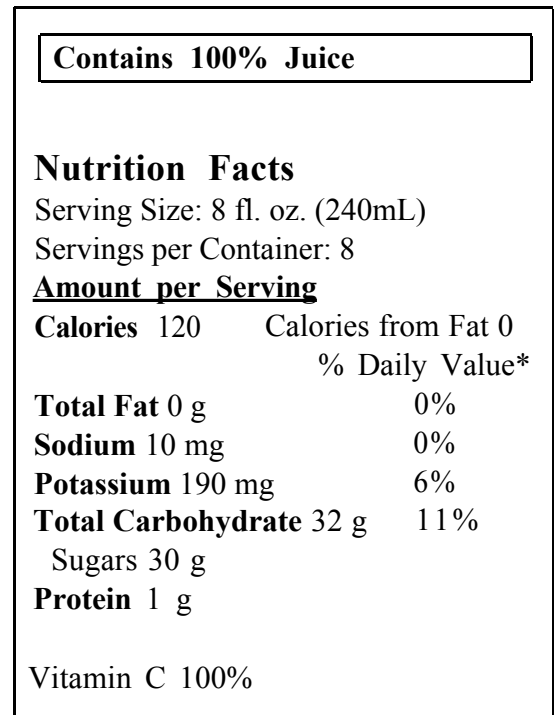 Contains 100% Juice
Nutrition Facts
Serving Size: 8 fl. oz. (240mL)
Servings per Container: 8
Amount per Serving
Calories 120 Calories from Fat 0
% Daily Value*
Total Fat 0 g 0%
Sodium 10 mg 0%
Potassium 190 mg 6%
Total Carbohydrate 32 g 11%
Sugars 30 g
Protein 1 g
Vitamin C 100%